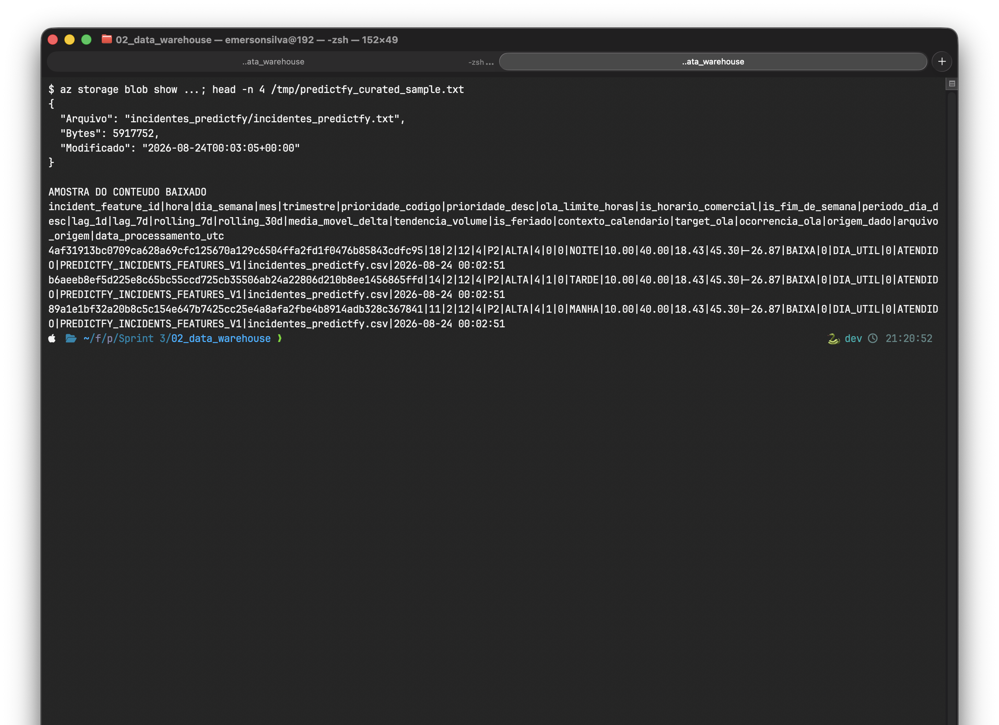 02_data_warehouse — emersonsilva@192 — -zsh — 152×49
..ata_warehouse -zsh ... ..ata_warehouse +
$ az storage blob show ...; head -n 4 /tmp/predictfy_curated_sample.txt
{
  "Arquivo": "incidentes_predictfy/incidentes_predictfy.txt",
  "Bytes": 5917752,
  "Modificado": "2026-08-24T00:03:05+00:00"
}
AMOSTRA DO CONTEUDO BAIXADO
incident_feature_id|hora|dia_semana|mes|trimestre|prioridade_codigo|prioridade_desc|ola_limite_horas|is_horario_comercial|is_fim_de_semana|periodo_dia_d
esc|lag_1d|lag_7d|rolling_7d|rolling_30d|media_movel_delta|tendencia_volume|is_feriado|contexto_calendario|target_ola|ocorrencia_ola|origem_dado|arquivo
_origem|data_processamento_utc
4af31913bc0709ca628a69cfc125670a129c6504ffa2fd1f0476b85843cdfc95|18|2|12|4|P2|ALTA|4|0|0|NOITE|10.00|40.00|18.43|45.30|-26.87|BAIXA|0|DIA_UTIL|0|ATENDID
O|PREDICTFY_INCIDENTS_FEATURES_V1|incidentes_predictfy.csv|2026-08-24 00:02:51
b6aeeb8ef5d225e8c65bc55ccd725cb35506ab24a22806d210b8ee1456865ffd|14|2|12|4|P2|ALTA|4|1|0|TARDE|10.00|40.00|18.43|45.30|-26.87|BAIXA|0|DIA_UTIL|0|ATENDID
O|PREDICTFY_INCIDENTS_FEATURES_V1|incidentes_predictfy.csv|2026-08-24 00:02:51
89a1e1bf32a20b8c5c154e647b7425cc25e4a8afa2fbe4b8914adb328c367841|11|2|12|4|P2|ALTA|4|1|0|MANHA|10.00|40.00|18.43|45.30|-26.87|BAIXA|0|DIA_UTIL|0|ATENDID
O|PREDICTFY_INCIDENTS_FEATURES_V1|incidentes_predictfy.csv|2026-08-24 00:02:51
~/f/p/Sprint 3/02_data_warehouse ❯ dev 21:20:52